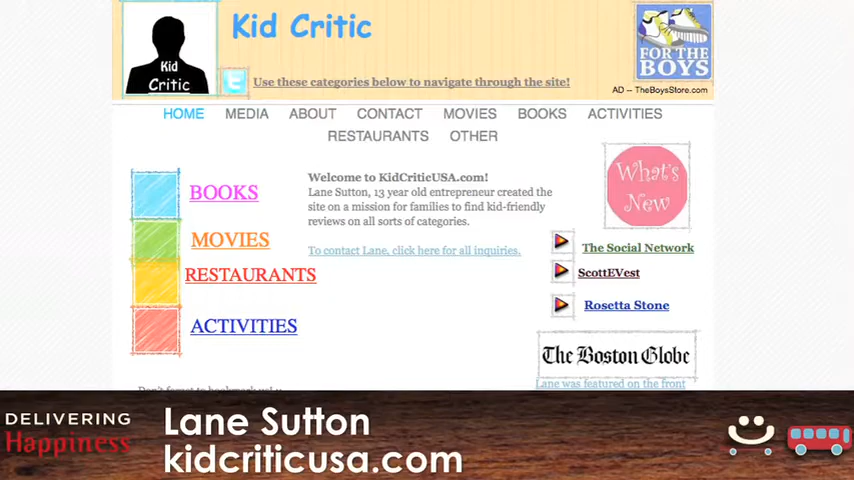 Kid Critic
Kid
Critic
Use these categories below to navigate through the site!
FOR THE
BOYS
AD -- TheBoysStore.com
HOME MEDIA ABOUT CONTACT MOVIES BOOKS ACTIVITIES
RESTAURANTS OTHER
BOOKS
MOVIES
RESTAURANTS
ACTIVITIES
Welcome to KidCriticUSA.com!
Lane Sutton, 13 year old entrepreneur created the
site on a mission for families to find kid-friendly
reviews on all sorts of categories.
To contact Lane, click here for all inquiries.
What's
New
The Social Network
ScottEVest
Rosetta Stone
The Boston Globe
Lane was featured on the front
Don't forget to bookmark
DELIVERING
Happiness
Lane Sutton
kidcriticusa.com